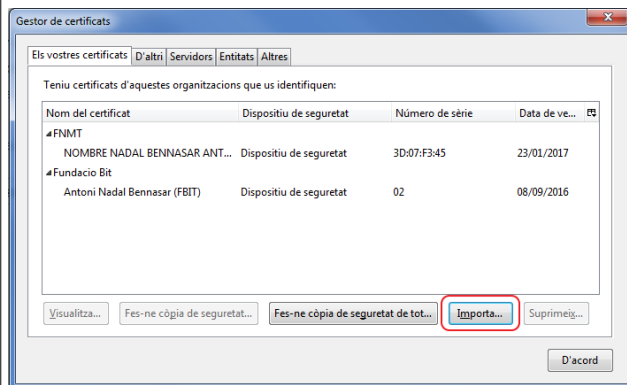 Gestor de certificats
Els vostres certificats D'altri Servidors Entitats Altres
Teniu certificats d'aquestes organitzacions que us identifiquen:
Nom del certificat Dispositiu de seguretat Número de sèrie Data de ve...
FNMT
NOMBRE NADAL BENNASAR ANT... Dispositiu de seguretat 3D:07:F3:45 23/01/2017
Fundacio Bit
Antoni Nadal Bennasar (FBIT) Dispositiu de seguretat 02 08/09/2016
Visualitza... Fes-ne còpia de seguretat... Fes-ne còpia de seguretat de tot... Importa... Suprimeix...
D'acord